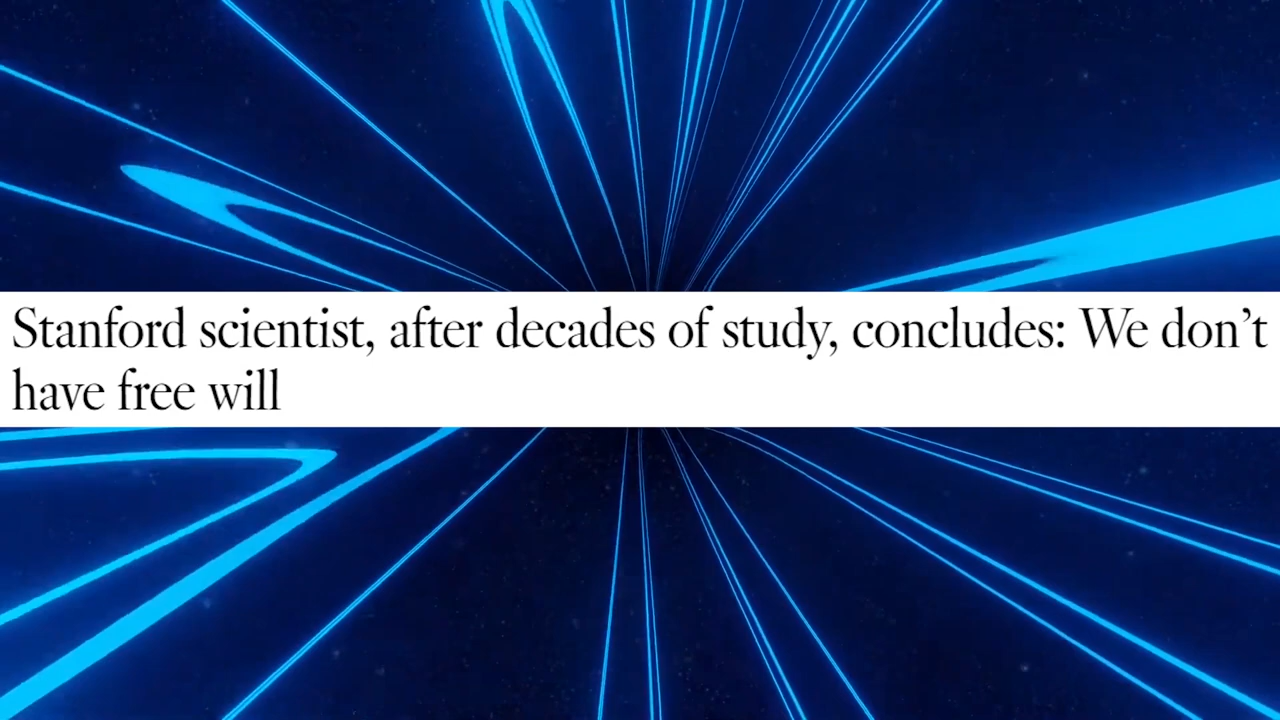 Stanford scientist, after decades of study, concludes: We don’t
have free will